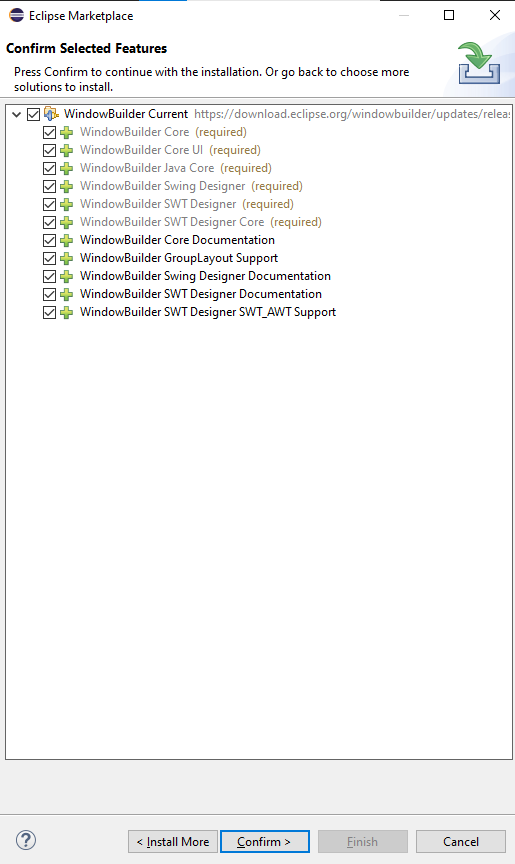 Eclipse Marketplace
Confirm Selected Features
Press Confirm to continue with the installation. Or go back to choose more
solutions to install.
WindowBuilder Current https://download.eclipse.org/windowbuilder/updates/relea
WindowBuilder Core (required)
WindowBuilder Core UI (required)
WindowBuilder Java Core (required)
WindowBuilder Swing Designer (required)
WindowBuilder SWT Designer (required)
WindowBuilder SWT Designer Core (required)
WindowBuilder Core Documentation
WindowBuilder GroupLayout Support
WindowBuilder Swing Designer Documentation
WindowBuilder SWT Designer Documentation
WindowBuilder SWT Designer SWT_AWT Support
? < Install More Confirm > Finish Cancel